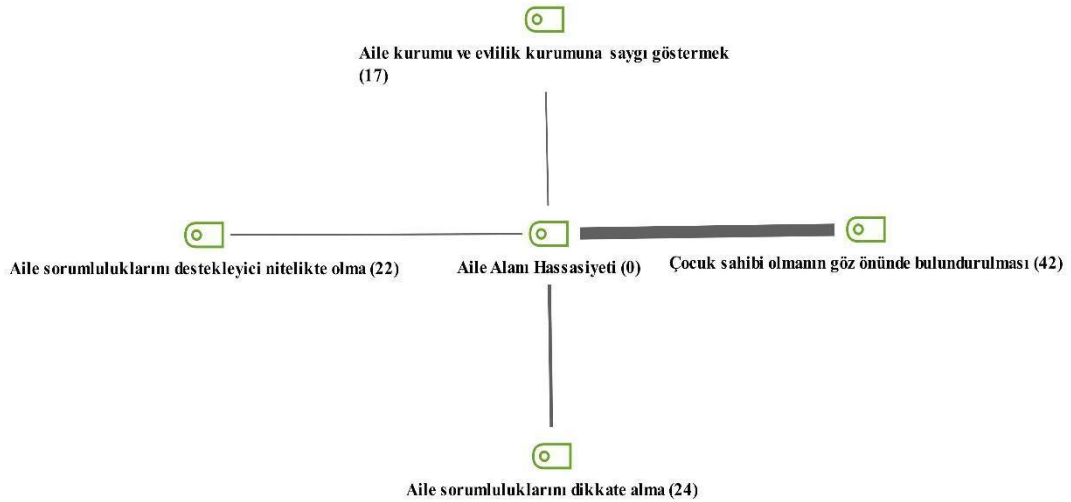 Aile kurumu ve evlilik kurumuna saygı göstermek
(17)
Aile sorumluluklarını destekleyici nitelikte olma (22)
Aile Alanı Hassasiyeti (0)
Çocuk sahibi olmanın göz önünde bulundurulması (42)
Aile sorumluluklarını dikkate alma (24)